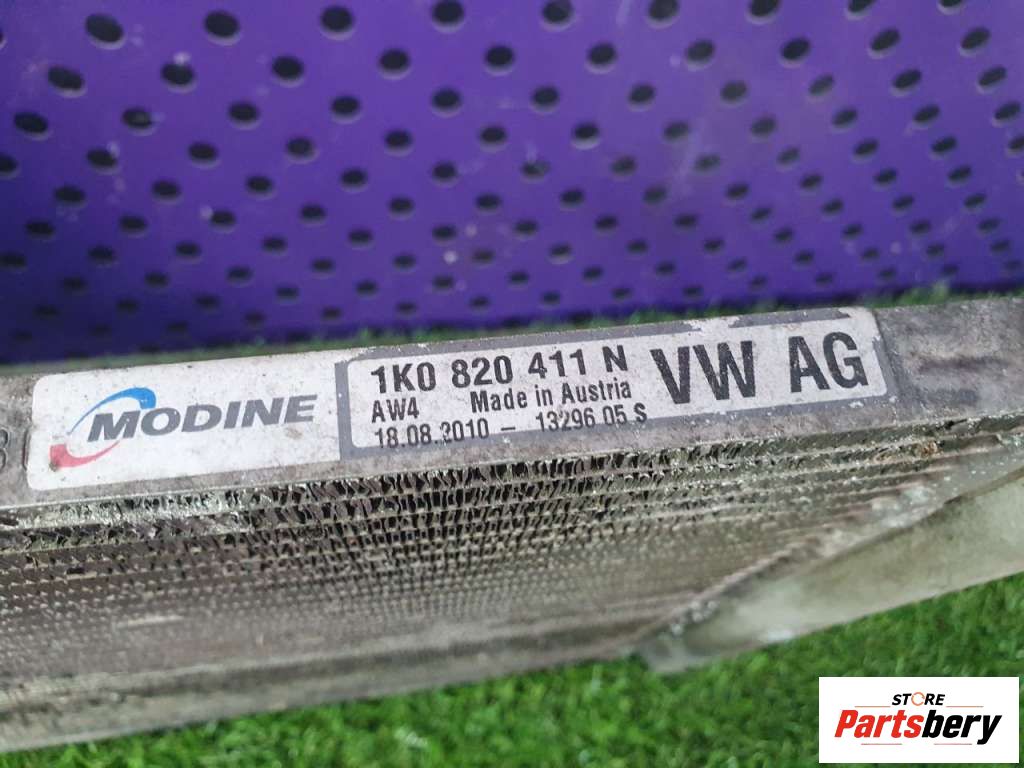 MODINE
1K0 820 411 N
AW4 Made in Austria
18.08.2010 - 13296 05 S
VW AG
STORE
Partsbery